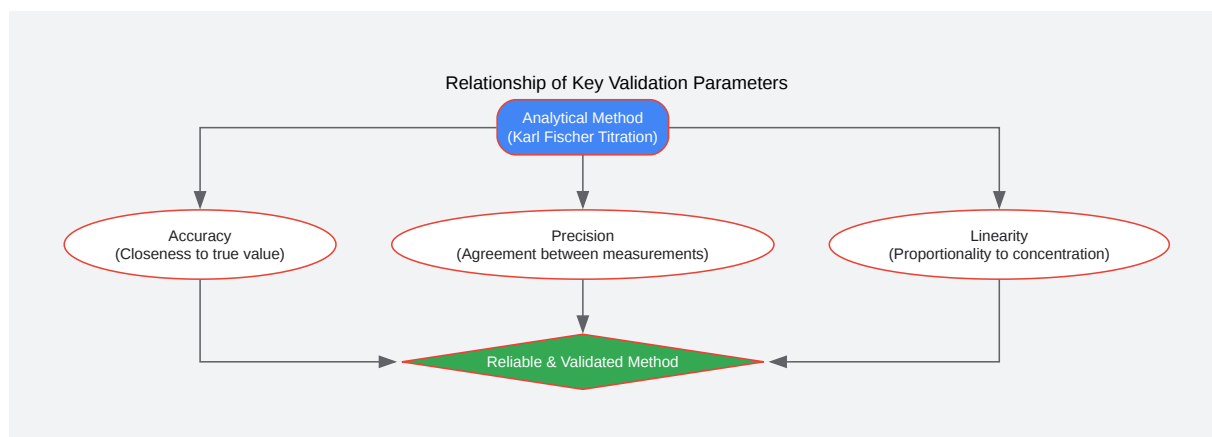 Relationship of Key Validation Parameters
Analytical Method
(Karl Fischer Titration)
Accuracy
(Closeness to true value)
Precision
(Agreement between measurements)
Linearity
(Proportionality to concentration)
Reliable & Validated Method